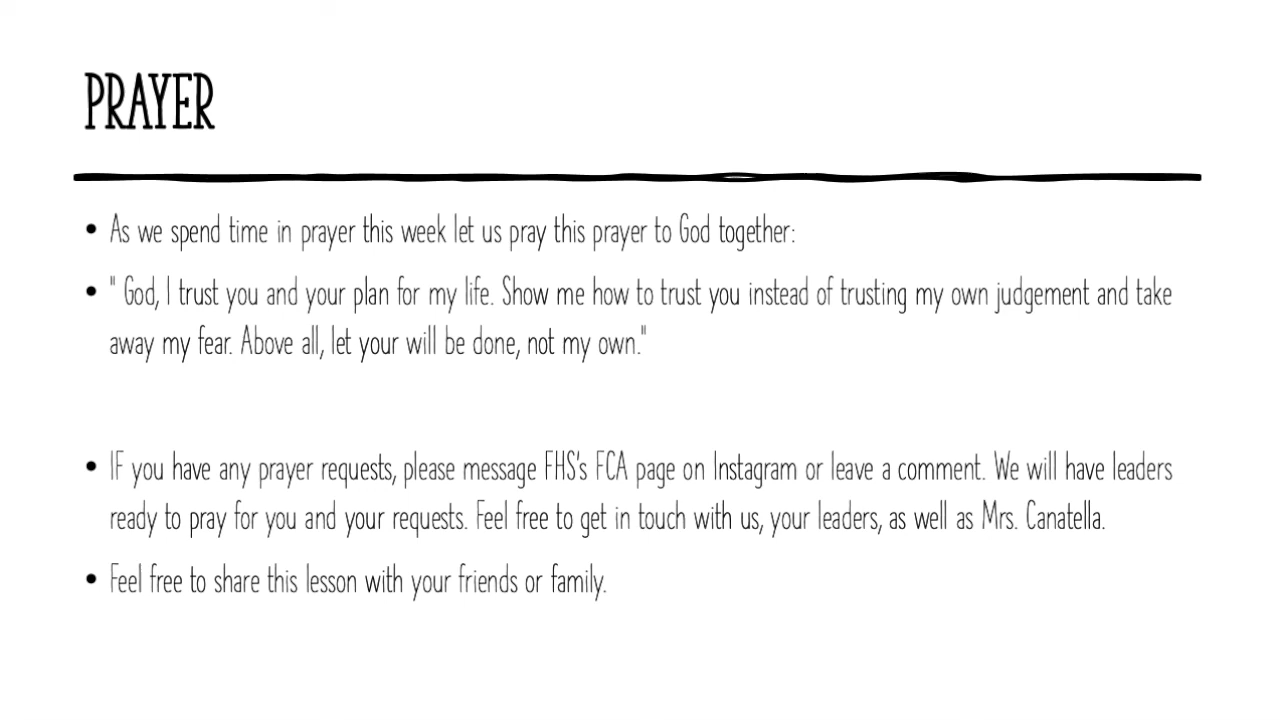 PRAYER
• As we spend time in prayer this week let us pray this prayer to God together:
• " God, I trust you and your plan for my life. Show me how to trust you instead of trusting my own judgement and take
away my fear. Above all, let your will be done, not my own."
• IF you have any prayer requests, please message FHS's FCA page on Instagram or leave a comment. We will have leaders
ready to pray for you and your requests. Feel free to get in touch with us, your leaders, as well as Mrs. Canatella.
• Feel free to share this lesson with your friends or family.